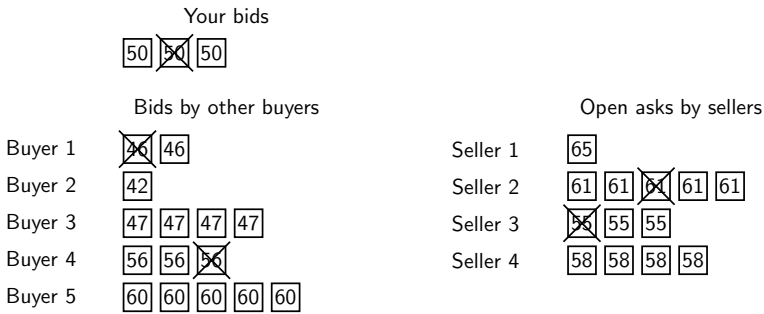 Your bids
50 50 50
Bids by other buyers
Open asks by sellers
Buyer 1 46 46
Seller 1 65
Buyer 2 42
Seller 2 61 61 61 61 61
Buyer 3 47 47 47 47
Seller 3 55 55 55
Buyer 4 56 56 56
Seller 4 58 58 58 58
Buyer 5 60 60 60 60 60